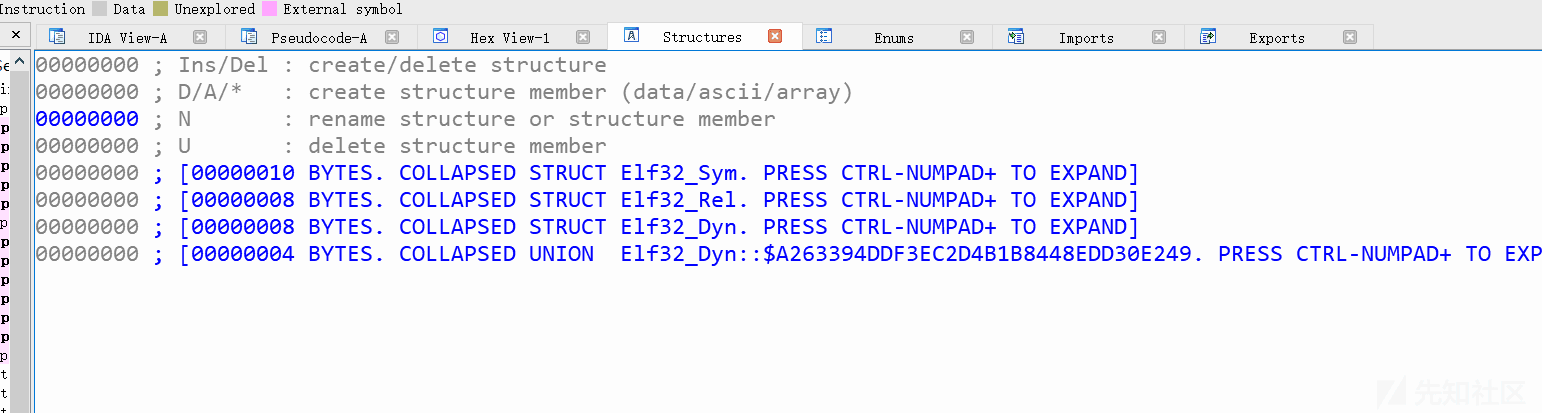 Instruction Data Unexplored External symbol
IDA View-A Pseudocode-A Hex View-1 Structures Enums Imports Exports
00000000 ; Ins/Del : create/delete structure
00000000 ; D/A/*   : create structure member (data/ascii/array)
00000000 ; N       : rename structure or structure member
00000000 ; U       : delete structure member
00000000 ; [00000010 BYTES. COLLAPSED STRUCT Elf32_Sym. PRESS CTRL-NUMPAD+ TO EXPAND]
00000000 ; [00000008 BYTES. COLLAPSED STRUCT Elf32_Rel. PRESS CTRL-NUMPAD+ TO EXPAND]
00000000 ; [00000008 BYTES. COLLAPSED STRUCT Elf32_Dyn. PRESS CTRL-NUMPAD+ TO EXPAND]
00000000 ; [00000004 BYTES. COLLAPSED UNION  Elf32_Dyn::$A263394DDF3EC2D4B1B8448EDD30E249. PRESS CTRL-NUMPAD+ TO EXP
先知社区